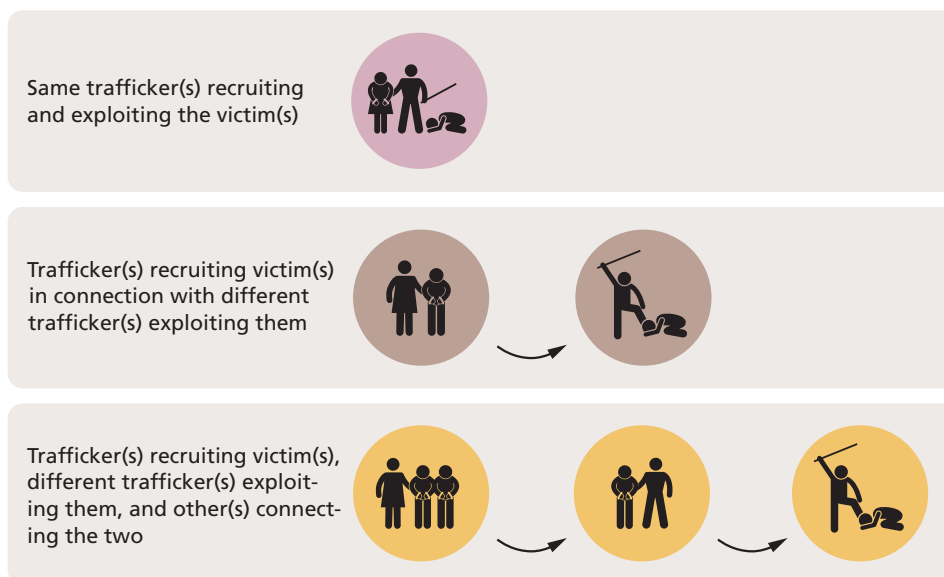 Same trafficker(s) recruiting
and exploiting the victim(s)
Trafficker(s) recruiting victim(s)
in connection with different
trafficker(s) exploiting them
Trafficker(s) recruiting victim(s),
different trafficker(s) exploit-
ing them, and other(s) connect-
ing the two